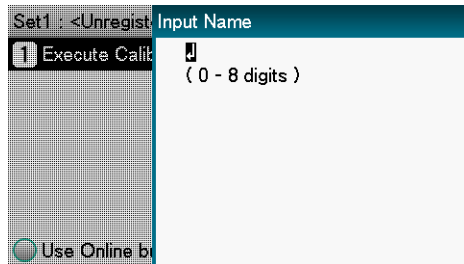 Set1 : <Unregist
Input Name
1 Execute Calib
↲
( 0 - 8 digits )
Use Online b